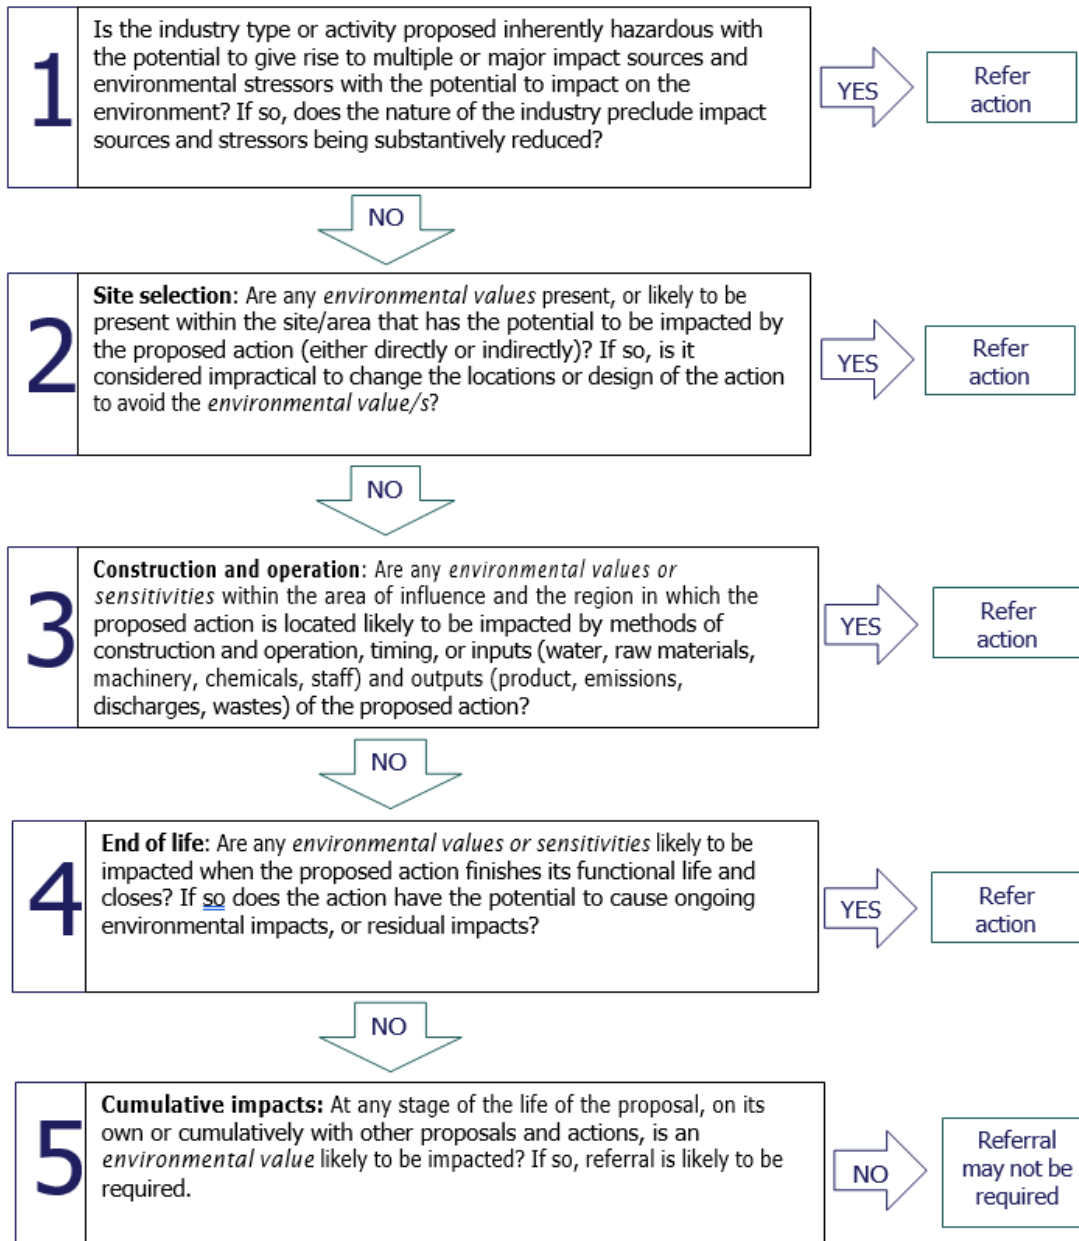 1
Is the industry type or activity proposed inherently hazardous with
the potential to give rise to multiple or major impact sources and
environmental stressors with the potential to impact on the
environment? If so, does the nature of the industry preclude impact
sources and stressors being substantively reduced?
YES
Refer
action
NO
2
Site selection: Are any environmental values present, or likely to be
present within the site/area that has the potential to be impacted by
the proposed action (either directly or indirectly)? If so, is it
considered impractical to change the locations or design of the action
to avoid the environmental value/s?
YES
Refer
action
NO
3
Construction and operation: Are any environmental values or
sensitivities within the area of influence and the region in which the
proposed action is located likely to be impacted by methods of
construction and operation, timing, or inputs (water, raw materials,
machinery, chemicals, staff) and outputs (product, emissions,
discharges, wastes) of the proposed action?
YES
Refer
action
NO
4
End of life: Are any environmental values or sensitivities likely to be
impacted when the proposed action finishes its functional life and
closes? If so does the action have the potential to cause ongoing
environmental impacts, or residual impacts?
YES
Refer
action
NO
5
Cumulative impacts: At any stage of the life of the proposal, on its
own or cumulatively with other proposals and actions, is an
environmental value likely to be impacted? If so, referral is likely to be
required.
NO
Referral
may not be
required